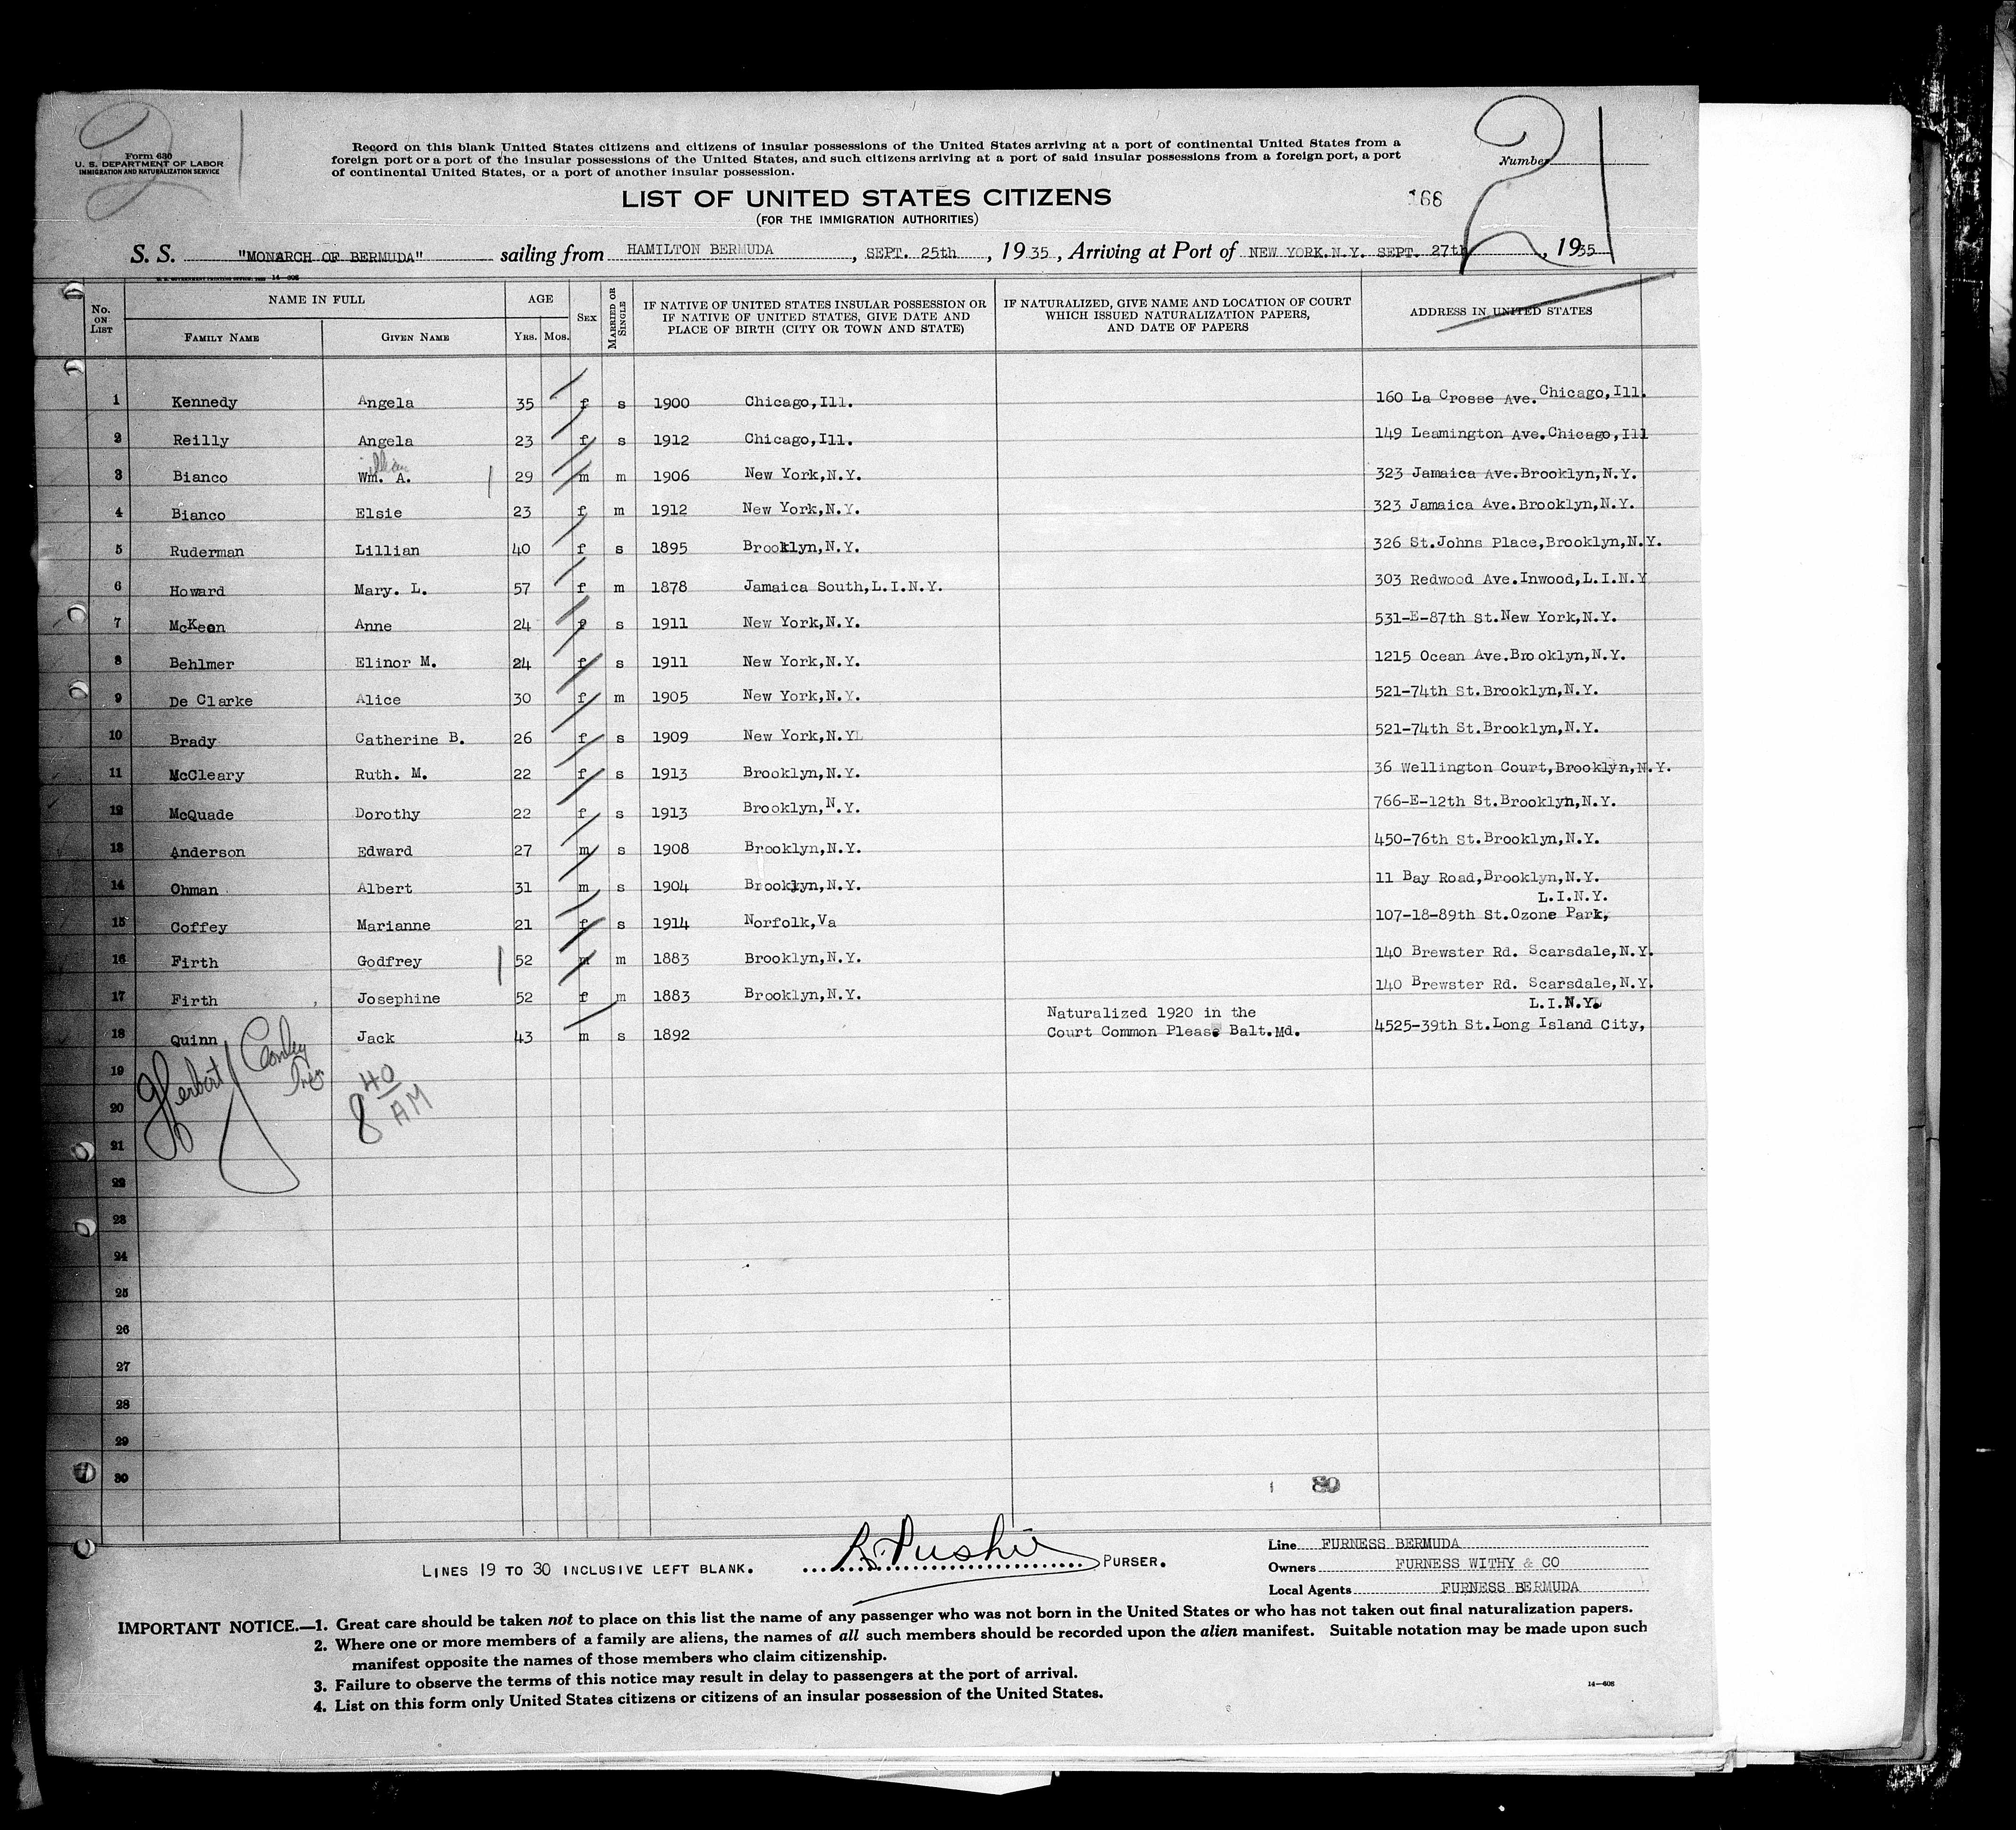 21
Form 630
U. S. DEPARTMENT OF LABOR
IMMIGRATION AND NATURALIZATION SERVICE
Record on this blank United States citizens and citizens of insular possessions of the United States arriving at a port of continental United States from a
foreign port or a port of the insular possessions of the United States, and such citizens arriving at a port of said insular possessions from a foreign port, a port
of continental United States, or a port of another insular possession.
Number 21
LIST OF UNITED STATES CITIZENS
(FOR THE IMMIGRATION AUTHORITIES)
166
S. S. "MONARCH OF BERMUDA" sailing from HAMILTON BERMUDA, SEPT. 25th, 1935, Arriving at Port of NEW YORK.N.Y. SEPT. 27th, 1935
No. ON LIST NAME IN FULL AGE SEX MARRIED OR SINGLE IF NATIVE OF UNITED STATES INSULAR POSSESSION OR IF NATIVE OF UNITED STATES, GIVE DATE AND PLACE OF BIRTH (CITY OR TOWN AND STATE) IF NATURALIZED, GIVE NAME AND LOCATION OF COURT WHICH ISSUED NATURALIZATION PAPERS, AND DATE OF PAPERS ADDRESS IN UNITED STATES
FAMILY NAME GIVEN NAME YRS. MOS.
1 Kennedy Angela 35 f s 1900 Chicago,Ill. 160 La Crosse Ave. Chicago,Ill.
2 Reilly Angela 23 f s 1912 Chicago,Ill. 149 Leamington Ave.Chicago,Ill
3 Bianco Wm. A. 29 m m 1906 New York,N.Y. 323 Jamaica Ave.Brooklyn,N.Y.
4 Bianco Elsie 23 f m 1912 New York,N.Y. 323 Jamaica Ave.Brooklyn,N.Y.
5 Ruderman Lillian 40 f s 1895 Brooklyn,N.Y. 326 St.Johns Place,Brooklyn,N.Y.
6 Howard Mary. L. 57 f m 1878 Jamaica South,L.I.N.Y. 303 Redwood Ave.Inwood,L.I.N.Y
7 McKeon Anne 24 f s 1911 New York,N.Y. 531-E-87th St.New York,N.Y.
8 Behlmer Elinor M. 24 f s 1911 New York,N.Y. 1215 Ocean Ave.Brooklyn,N.Y.
9 De Clarke Alice 30 f m 1905 New York,N.Y. 521-74th St.Brooklyn,N.Y.
10 Brady Catherine B. 26 f s 1909 New York,N.Y. 521-74th St.Brooklyn,N.Y.
11 McCleary Ruth. M. 22 f s 1913 Brooklyn,N.Y. 36 Wellington Court,Brooklyn,N.Y.
12 McQuade Dorothy 22 f s 1913 Brooklyn,N.Y. 766-E-12th St.Brooklyn,N.Y.
13 Anderson Edward 27 m s 1908 Brooklyn,N.Y. 450-76th St.Brooklyn,N.Y.
14 Ohman Albert 31 m s 1904 Brooklyn,N.Y. 11 Bay Road,Brooklyn,N.Y.
L.I.N.Y.
15 Coffey Marianne 21 f s 1914 Norfolk,Va 107-18-89th St.Ozone Park,
16 Firth Godfrey 52 m m 1883 Brooklyn,N.Y. 140 Brewster Rd. Scarsdale,N.Y.
17 Firth Josephine 52 f m 1883 Brooklyn,N.Y. 140 Brewster Rd. Scarsdale,N.Y.
Naturalized 1920 in the L.I.N.Y.
18 Quinn Jack 43 m s 1892 Court Common Pleas. Balt.Md. 4525-39th St.Long Island City,
19
20
21
22
23
24
25
26
27
28
29
30
Herbert
8 40 AM
80
LINES 19 TO 30 INCLUSIVE LEFT BLANK. PURSER.
Line FURNESS BERMUDA
Owners FURNESS WITHY & CO
Local Agents FURNESS BERMUDA
IMPORTANT NOTICE.—1. Great care should be taken not to place on this list the name of any passenger who was not born in the United States or who has not taken out final naturalization papers.
2. Where one or more members of a family are aliens, the names of all such members should be recorded upon the alien manifest. Suitable notation may be made upon such
manifest opposite the names of those members who claim citizenship.
3. Failure to observe the terms of this notice may result in delay to passengers at the port of arrival.
4. List on this form only United States citizens or citizens of an insular possession of the United States.
14—608